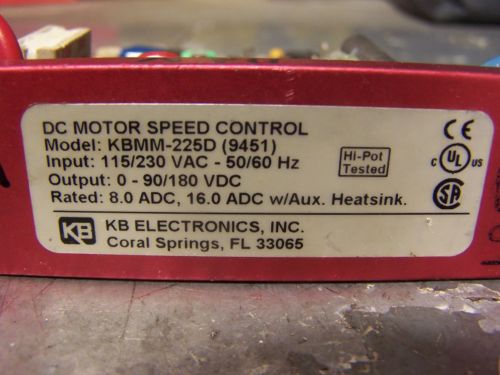 DC MOTOR SPEED CONTROL
Model: KBMM-225D (9451)
Input: 115/230 VAC - 50/60 Hz
Output: 0 - 90/180 VDC
Rated: 8.0 ADC, 16.0 ADC w/Aux. Heatsink.
Hi-Pot
Tested
CE
c UL us
SA
KB KB ELECTRONICS, INC.
Coral Springs, FL 33065